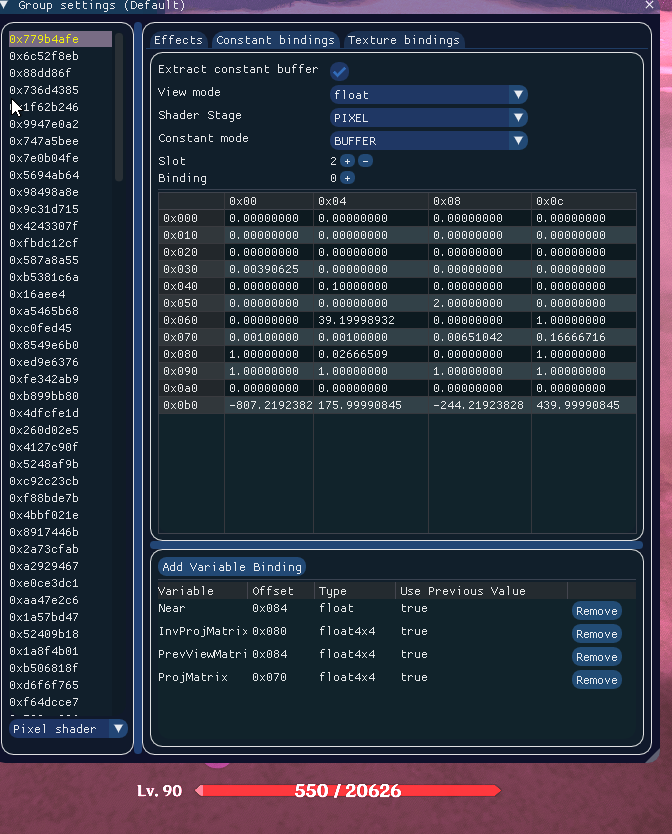 ▼ Group settings (Default) ✕
0x779b4afe
0x6c52f8eb
0x88dd86f
0x736d4385
0x1f62b246
0x9947e0a2
0x747a5bee
0x7e0b04fe
0x5694ab64
0x98498a8e
0x9c31d715
0x4243307f
0xfbdc12cf
0x587a8a55
0xb5381c6a
0x16aee4
0xa5465b68
0xc0fed45
0x8549e6b0
0xed9e6376
0xfe342ab9
0xb899bb80
0x4dfcfe1d
0x260d02e5
0x4127c90f
0x5248af9b
0xc92c23cb
0xf88bde7b
0x4bbf021e
0x8917446b
0x2a73cfab
0xa2929467
0xe0ce3dc1
0xaa47e2c6
0x1a57bd47
0x52409b18
0x1a8f4b01
0xb506818f
0xd6f6f765
0xf64dcce7
Pixel shader
Effects Constant bindings Texture bindings
Extract constant buffer
View mode float
Shader Stage PIXEL
Constant mode BUFFER
Slot 2 + -
Binding 0 +
0x00 0x04 0x08 0x0c
0x000 0.00000000 0.00000000 0.00000000 0.00000000
0x010 0.00000000 0.00000000 0.00000000 0.00000000
0x020 0.00000000 0.00000000 0.00000000 0.00000000
0x030 0.00390625 0.00000000 0.00000000 0.00000000
0x040 0.00000000 0.10000000 0.00000000 0.00000000
0x050 0.00000000 0.00000000 2.00000000 0.00000000
0x060 0.00000000 39.19998932 0.00000000 1.00000000
0x070 0.00100000 0.00100000 0.00651042 0.16666716
0x080 1.00000000 0.02666509 0.00000000 1.00000000
0x090 1.00000000 1.00000000 1.00000000 1.00000000
0x0a0 0.00000000 0.00000000 0.00000000 0.00000000
0x0b0 -807.2192382 175.99990845 -244.21923828 439.99990845
Add Variable Binding
Variable Offset Type Use Previous Value
Near 0x084 float true Remove
InvProjMatrix 0x080 float4x4 true Remove
PrevViewMatri 0x084 float4x4 true Remove
ProjMatrix 0x070 float4x4 true Remove
Lv. 90 550 / 20626